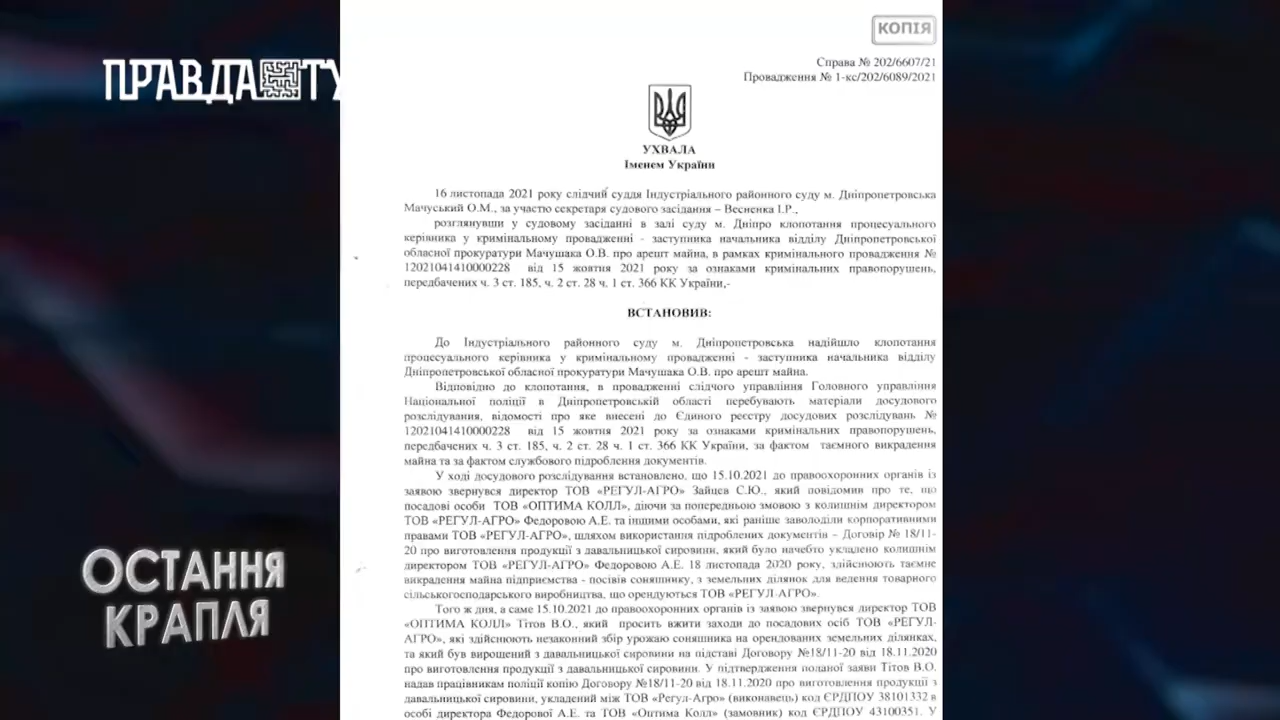 КОПІЯ
Справа № 202/6607/21
Провадження № 1-кс/202/6089/2021
ПРАВДА ТУ
УХВАЛА
Іменем України
16 листопада 2021 року слідчий суддя Індустріального районного суду м. Дніпропетровська
Мачуський О.М., за участю секретаря судового засідання – Весненка І.Р.,
розглянувши у судовому засіданні в залі суду м. Дніпро клопотання процесуального
керівника у кримінальному провадженні - заступника начальника відділу Дніпропетровської
обласної прокуратури Мачушака О.В. про арешт майна, в рамках кримінального провадження №
12021041410000228 від 15 жовтня 2021 року за ознаками кримінальних правопорушень,
передбачених ч. 3 ст. 185, ч. 2 ст. 28 ч. 1 ст. 366 КК України,-
ВСТАНОВИВ:
До Індустріального районного суду м. Дніпропетровська надійшло клопотання
процесуального керівника у кримінальному провадженні - заступника начальника відділу
Дніпропетровської обласної прокуратури Мачушака О.В. про арешт майна.
Відповідно до клопотання, в провадженні слідчого управління Головного управління
Національної поліції в Дніпропетровській області перебувають матеріали досудового
розслідування, відомості про яке внесені до Єдиного реєстру досудових розслідувань №
12021041410000228 від 15 жовтня 2021 року за ознаками кримінальних правопорушень,
передбачених ч. 3 ст. 185, ч. 2 ст. 28 ч. 1 ст. 366 КК України, за фактом таємного викрадення
майна та за фактом службового підроблення документів.
У ході досудового розслідування встановлено, що 15.10.2021 до правоохоронних органів із
заявою звернувся директор ТОВ «РЕГУЛ-АГРО» Зайцев С.Ю., який повідомив про те, що
посадові особи ТОВ «ОПТИМА КОЛЛ», діючи за попередньою змовою з колишнім директором
ТОВ «РЕГУЛ-АГРО» Федоровою А.Е. та іншими особами, які раніше заволоділи корпоративними
правами ТОВ «РЕГУЛ-АГРО», шляхом використання підроблених документів – Договір № 18/11-
20 про виготовлення продукції з давальницької сировини, який було начебто укладено колишнім
директором ТОВ «РЕГУЛ-АГРО» Федоровою А.Е. 18 листопада 2020 року, здійснюють таємне
викрадення майна підприємства - посівів соняшнику, з земельних ділянок для ведення товарного
сільськогосподарського виробництва, що орендуються ТОВ «РЕГУЛ-АГРО».
Того ж дня, а саме 15.10.2021 до правоохоронних органів із заявою звернувся директор ТОВ
«ОПТИМА КОЛЛ» Тітов В.О., який просить вжити заходи до посадових осіб ТОВ «РЕГУЛ-
АГРО», які здійснюють незаконний збір урожаю соняшника на орендованих земельних ділянках,
та який був вирощений з давальницької сировини на підставі Договору №18/11-20 від 18.11.2020
про виготовлення продукції з давальницької сировини. У підтвердження поданої заяви Тітов В.О.
надав працівникам поліції копію Договору №18/11-20 від 18.11.2020 про виготовлення продукції з
давальницької сировини, укладений між ТОВ «Регул-Агро» (виконавець) код ЄРДПОУ 38101332 в
особі директора Федорової А.Е. та ТОВ «Оптима Колл» (замовник) код ЄРДПОУ 43100351. У
ОСТАННЯ
КРАПЛЯ